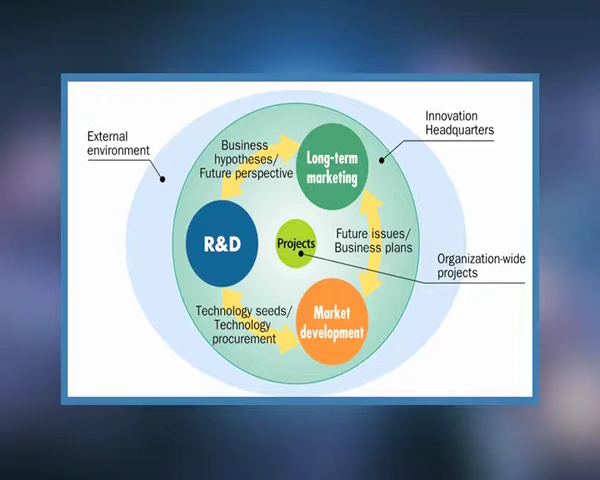 External
environment
Innovation
Headquarters
Business
hypotheses/
Future perspective
Long-term
marketing
R&D
Projects
Future issues/
Business plans
Organization-wide
projects
Technology seeds/
Technology
procurement
Market
development